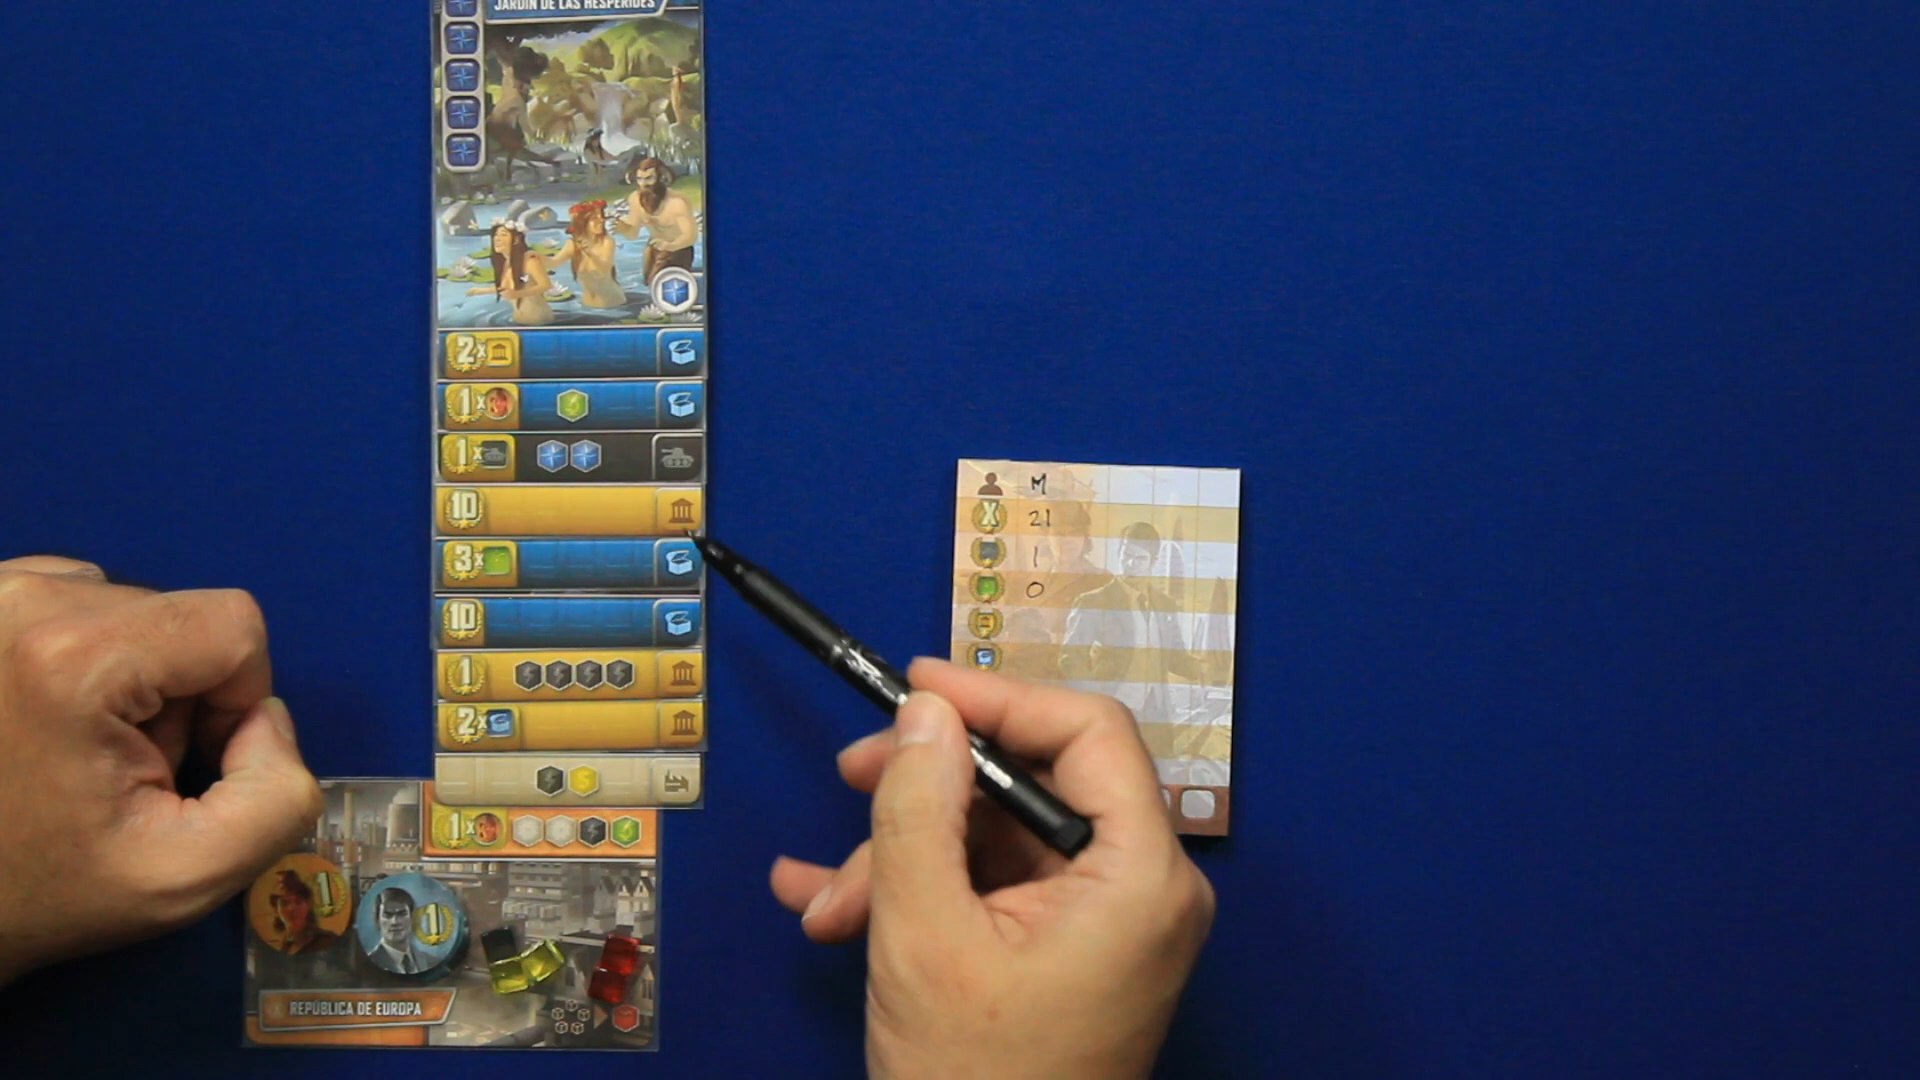 JARDÍN DE LAS HESPÉRIDES
2x
1x
1x
10
3x
10
1
2x
1x
1
1
REPÚBLICA DE EUROPA
M
X 21
1
0